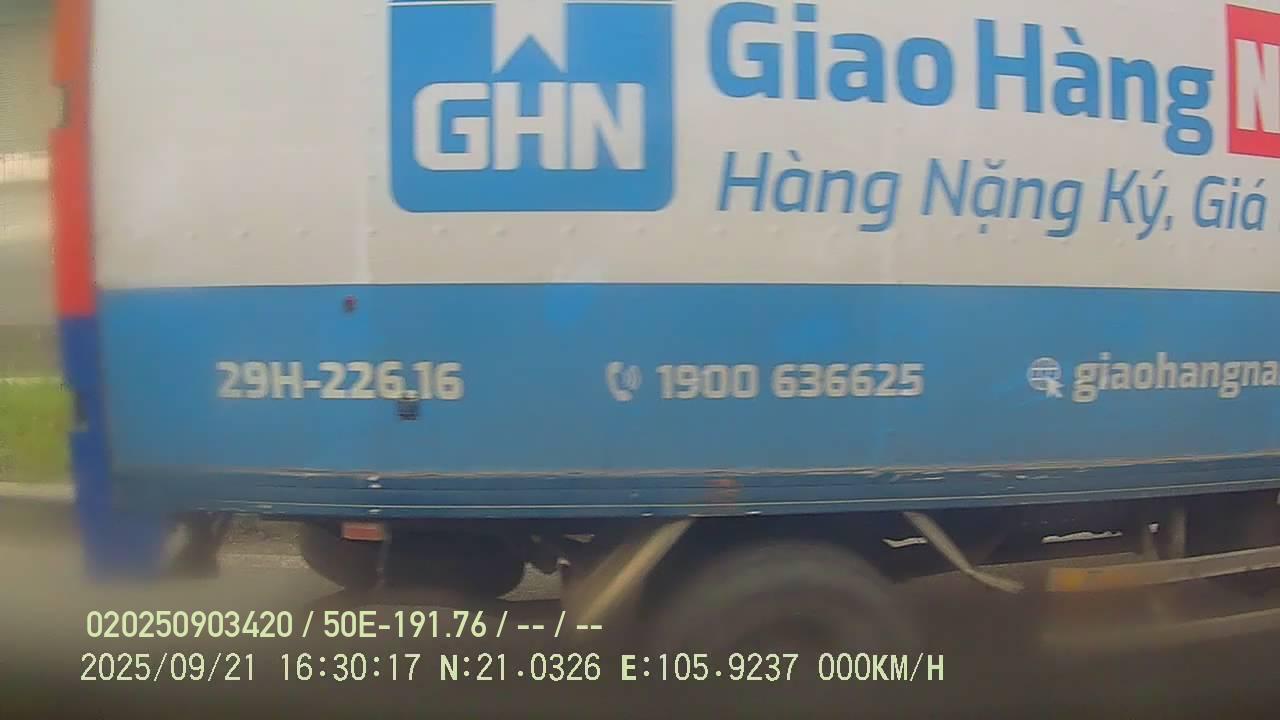 GHN
Giao Hàng N
Hàng Nặng Ký, Giá
29H-226.16
1900 636625
giaohangna
020250903420 / 50E-191.76 / -- / --
2025/09/21 16:30:17 N:21.0326 E:105.9237 000KM/H